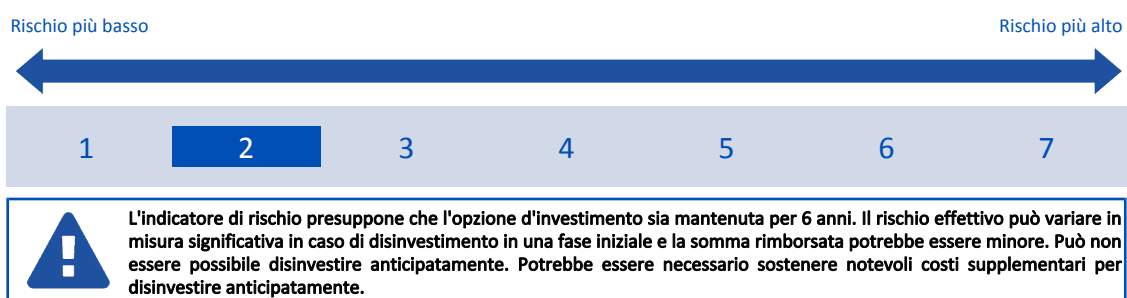 Rischio più basso Rischio più alto
1 2 3 4 5 6 7
L'indicatore di rischio presuppone che l'opzione d'investimento sia mantenuta per 6 anni. Il rischio effettivo può variare in
misura significativa in caso di disinvestimento in una fase iniziale e la somma rimborsata potrebbe essere minore. Può non
essere possibile disinvestire anticipatamente. Potrebbe essere necessario sostenere notevoli costi supplementari per
disinvestire anticipatamente.